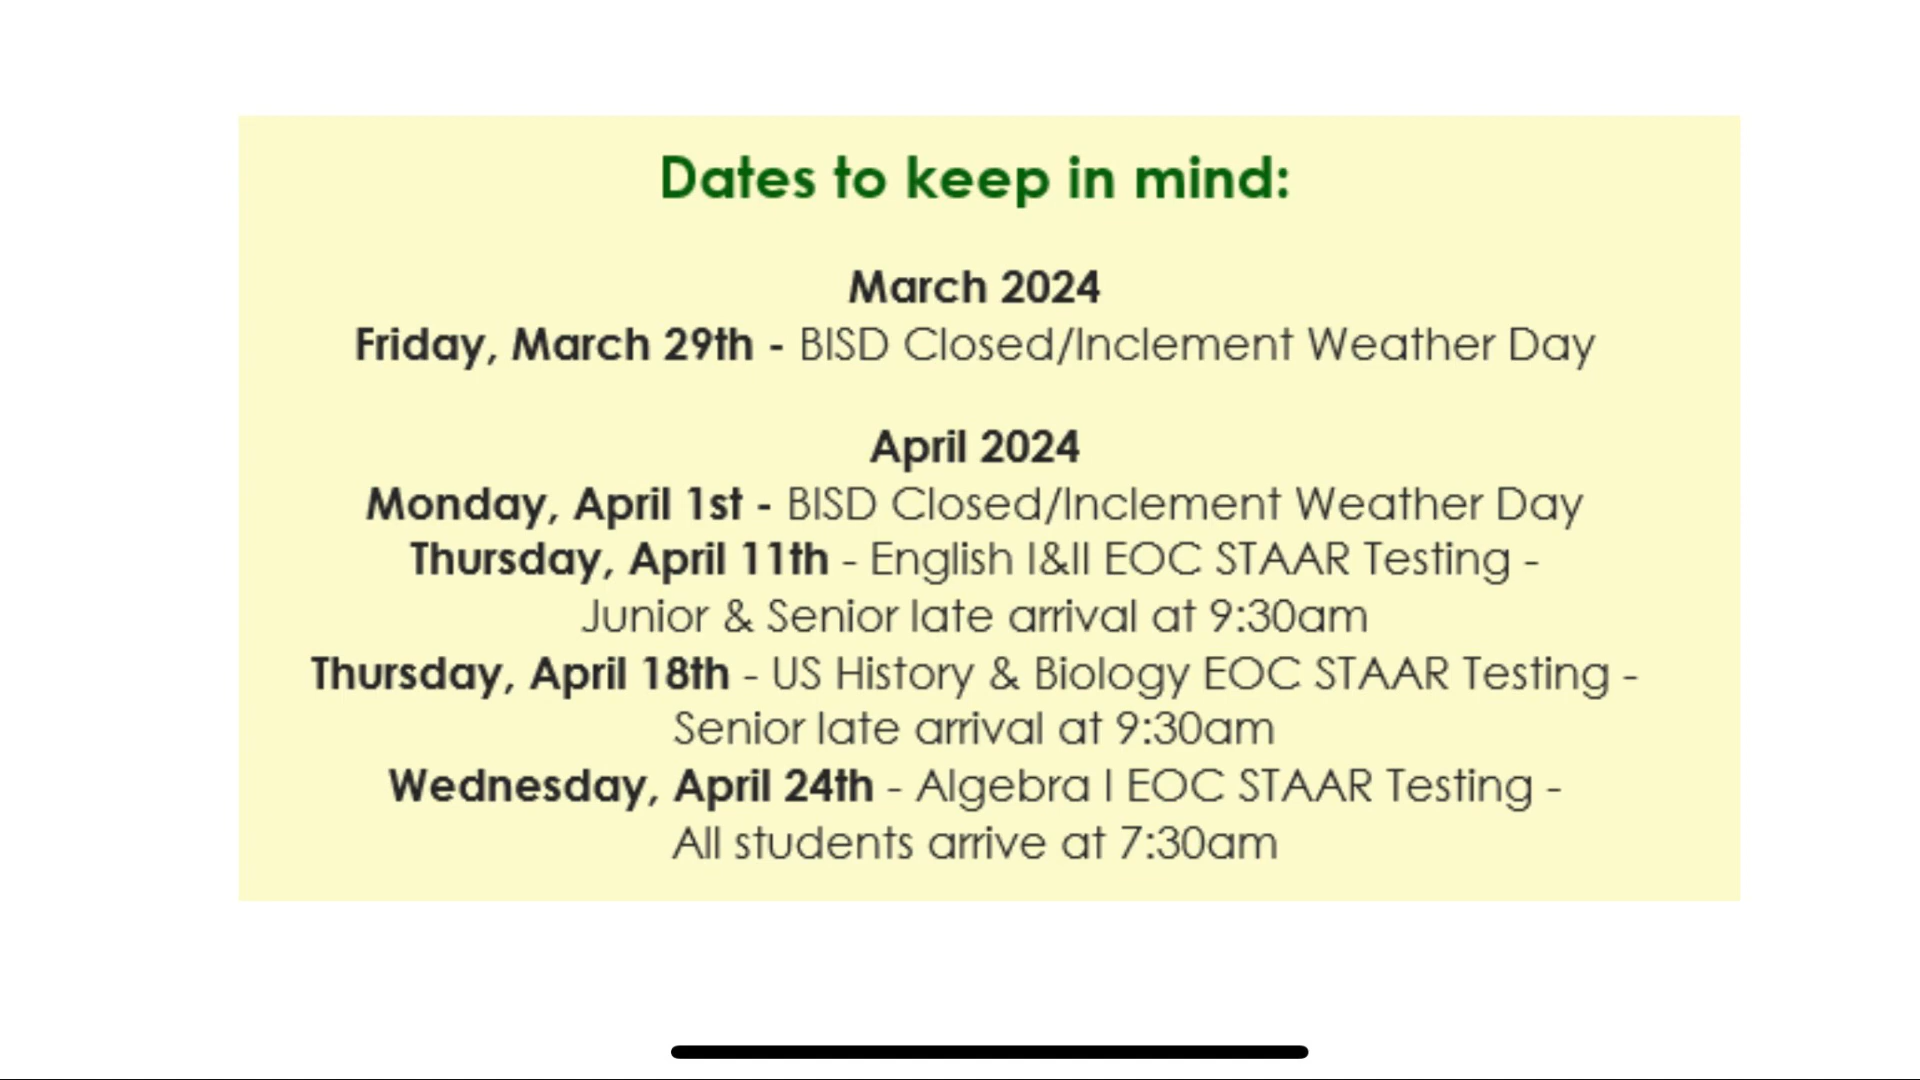 Dates to keep in mind:
March 2024
Friday, March 29th - BISD Closed/Inclement Weather Day
April 2024
Monday, April 1st - BISD Closed/Inclement Weather Day
Thursday, April 11th - English I&II EOC STAAR Testing -
Junior & Senior late arrival at 9:30am
Thursday, April 18th - US History & Biology EOC STAAR Testing -
Senior late arrival at 9:30am
Wednesday, April 24th - Algebra I EOC STAAR Testing -
All students arrive at 7:30am